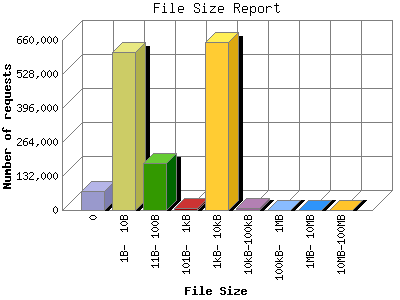 File Size Report
Number of requests
660,000
528,000
396,000
264,000
132,000
0
0
1B- 10B
11B- 100B
101B- 1kB
1kB- 10kB
10kB-100kB
100kB- 1MB
1MB- 10MB
10MB-100MB
File Size